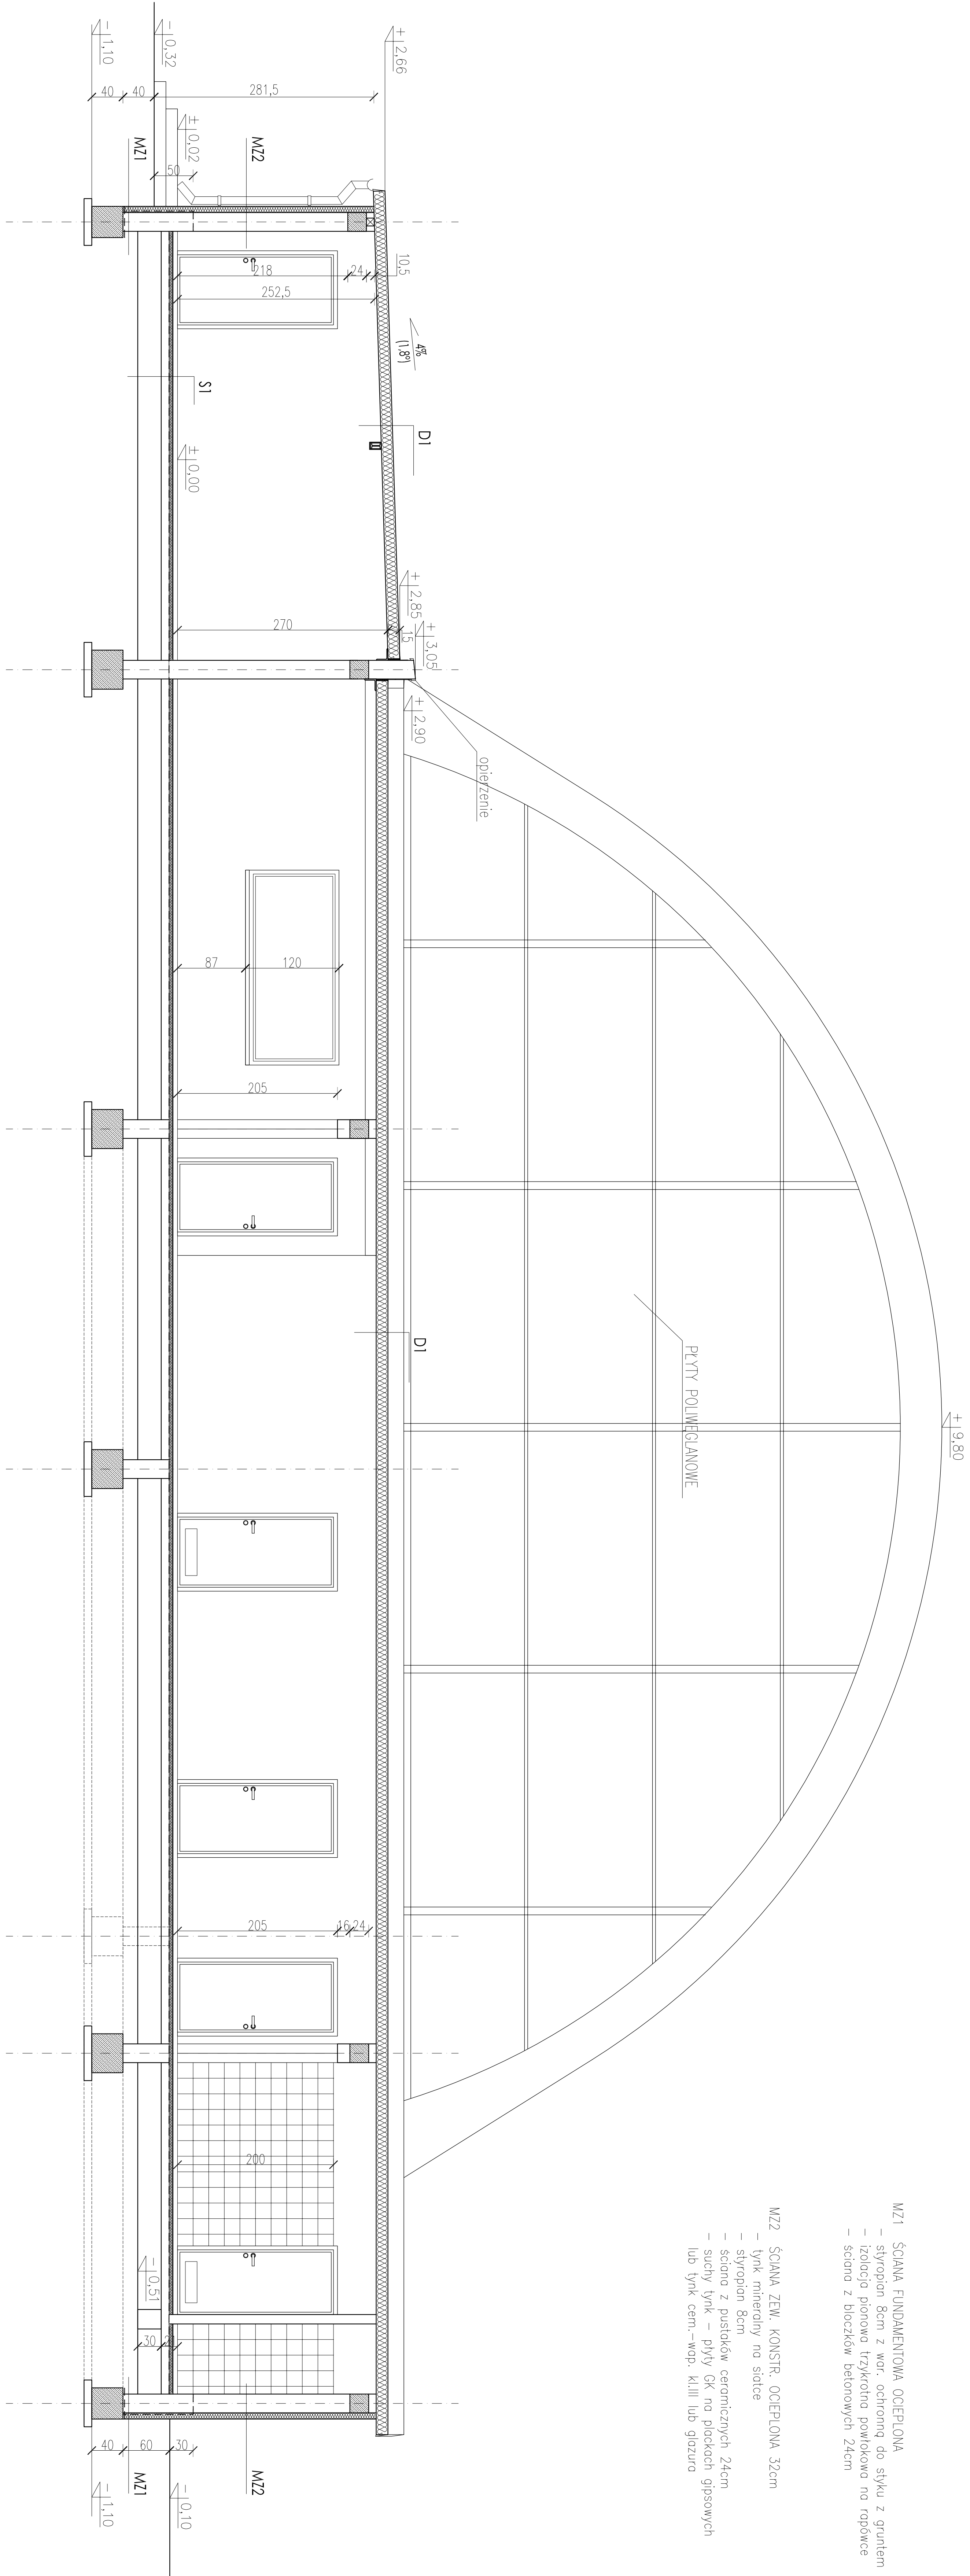 + 9,80
MZ1 ŚCIANA FUNDAMENTOWA OCIEPLONA
- styropian 8cm z war. ochronną do styku z gruntem
- izolacja pionowa trzykrotna powłokowa na rapówce
- ściana z bloczków betonowych 24cm
MZ2 ŚCIANA ZEW. KONSTR. OCIEPLONA 32cm
- tynk mineralny na siatce
- styropian 8cm
- ściana z pustaków ceramicznych 24cm
- suchy tynk – płyty GK na plackach gipsowych
lub tynk cem.-wap. kl.III lub glazura
PŁYTY POLIWĘGLANOWE
opierzenie
+ 2,66
4%
(1,8°)
D1
+ 2,85
+ 3,05
+ 2,90
D1
10,5
15
281,5
MZ2
218
24
252,5
270
87
120
205
205
16
24
200
MZ2
± 0,02
50
± 0,00
S1
- 0,32
MZ1
40
40
- 1,10
- 0,51
30
21
MZ1
40
60
30
- 0,10
- 1,10